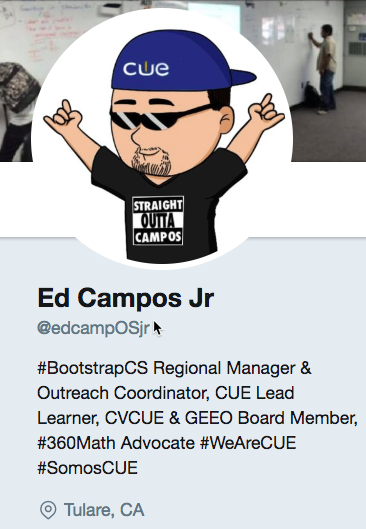 cue
STRAIGHT
OUTTA
CAMPOS
Ed Campos Jr
@edcampOSjr
#BootstrapCS Regional Manager &
Outreach Coordinator, CUE Lead
Learner, CVCUE & GEEO Board Member,
#360Math Advocate #WeAreCUE
#SomosCUE
Tulare, CA